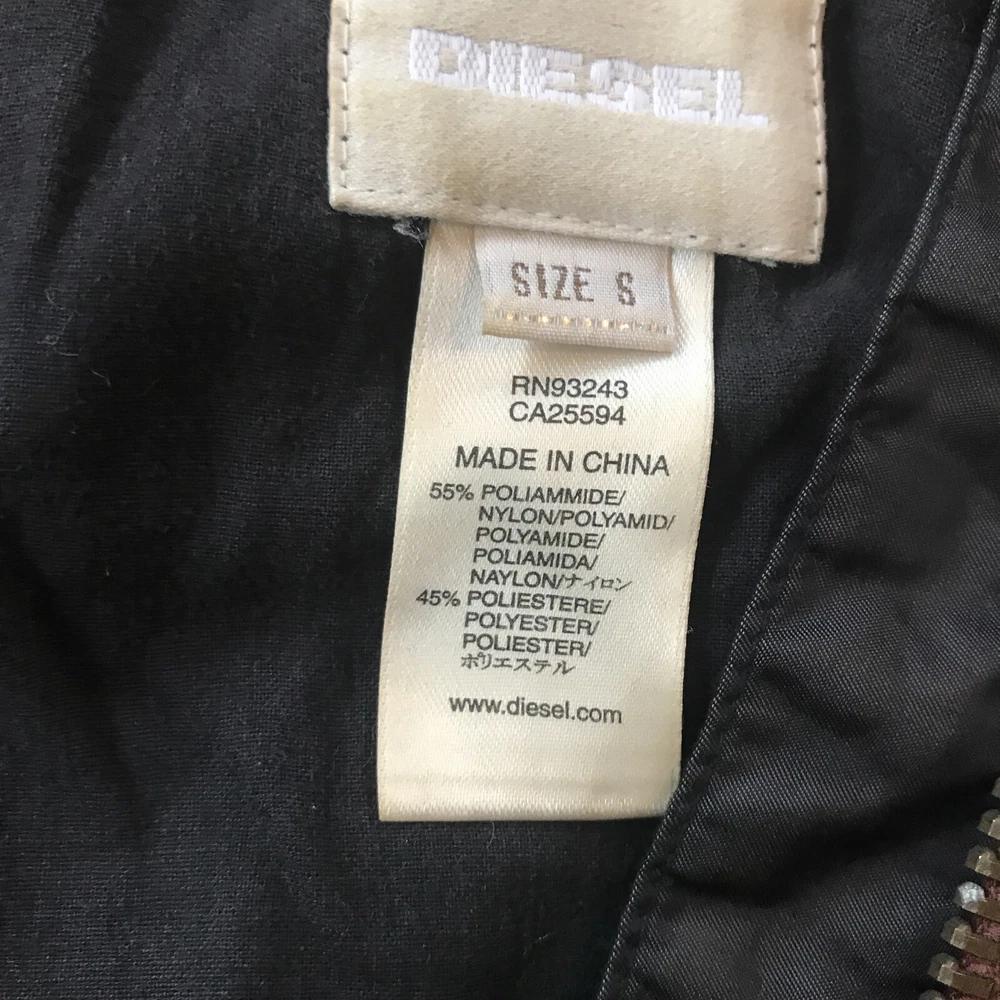 DIESEL
SIZE S
RN93243
CA25594
MADE IN CHINA
55% POLIAMMIDE/
NYLON/POLYAMID/
POLYAMIDE/
POLIAMIDA/
NAYLON/ナイロン
45% POLIESTERE/
POLYESTER/
POLIESTER/
ポリエステル
www.diesel.com